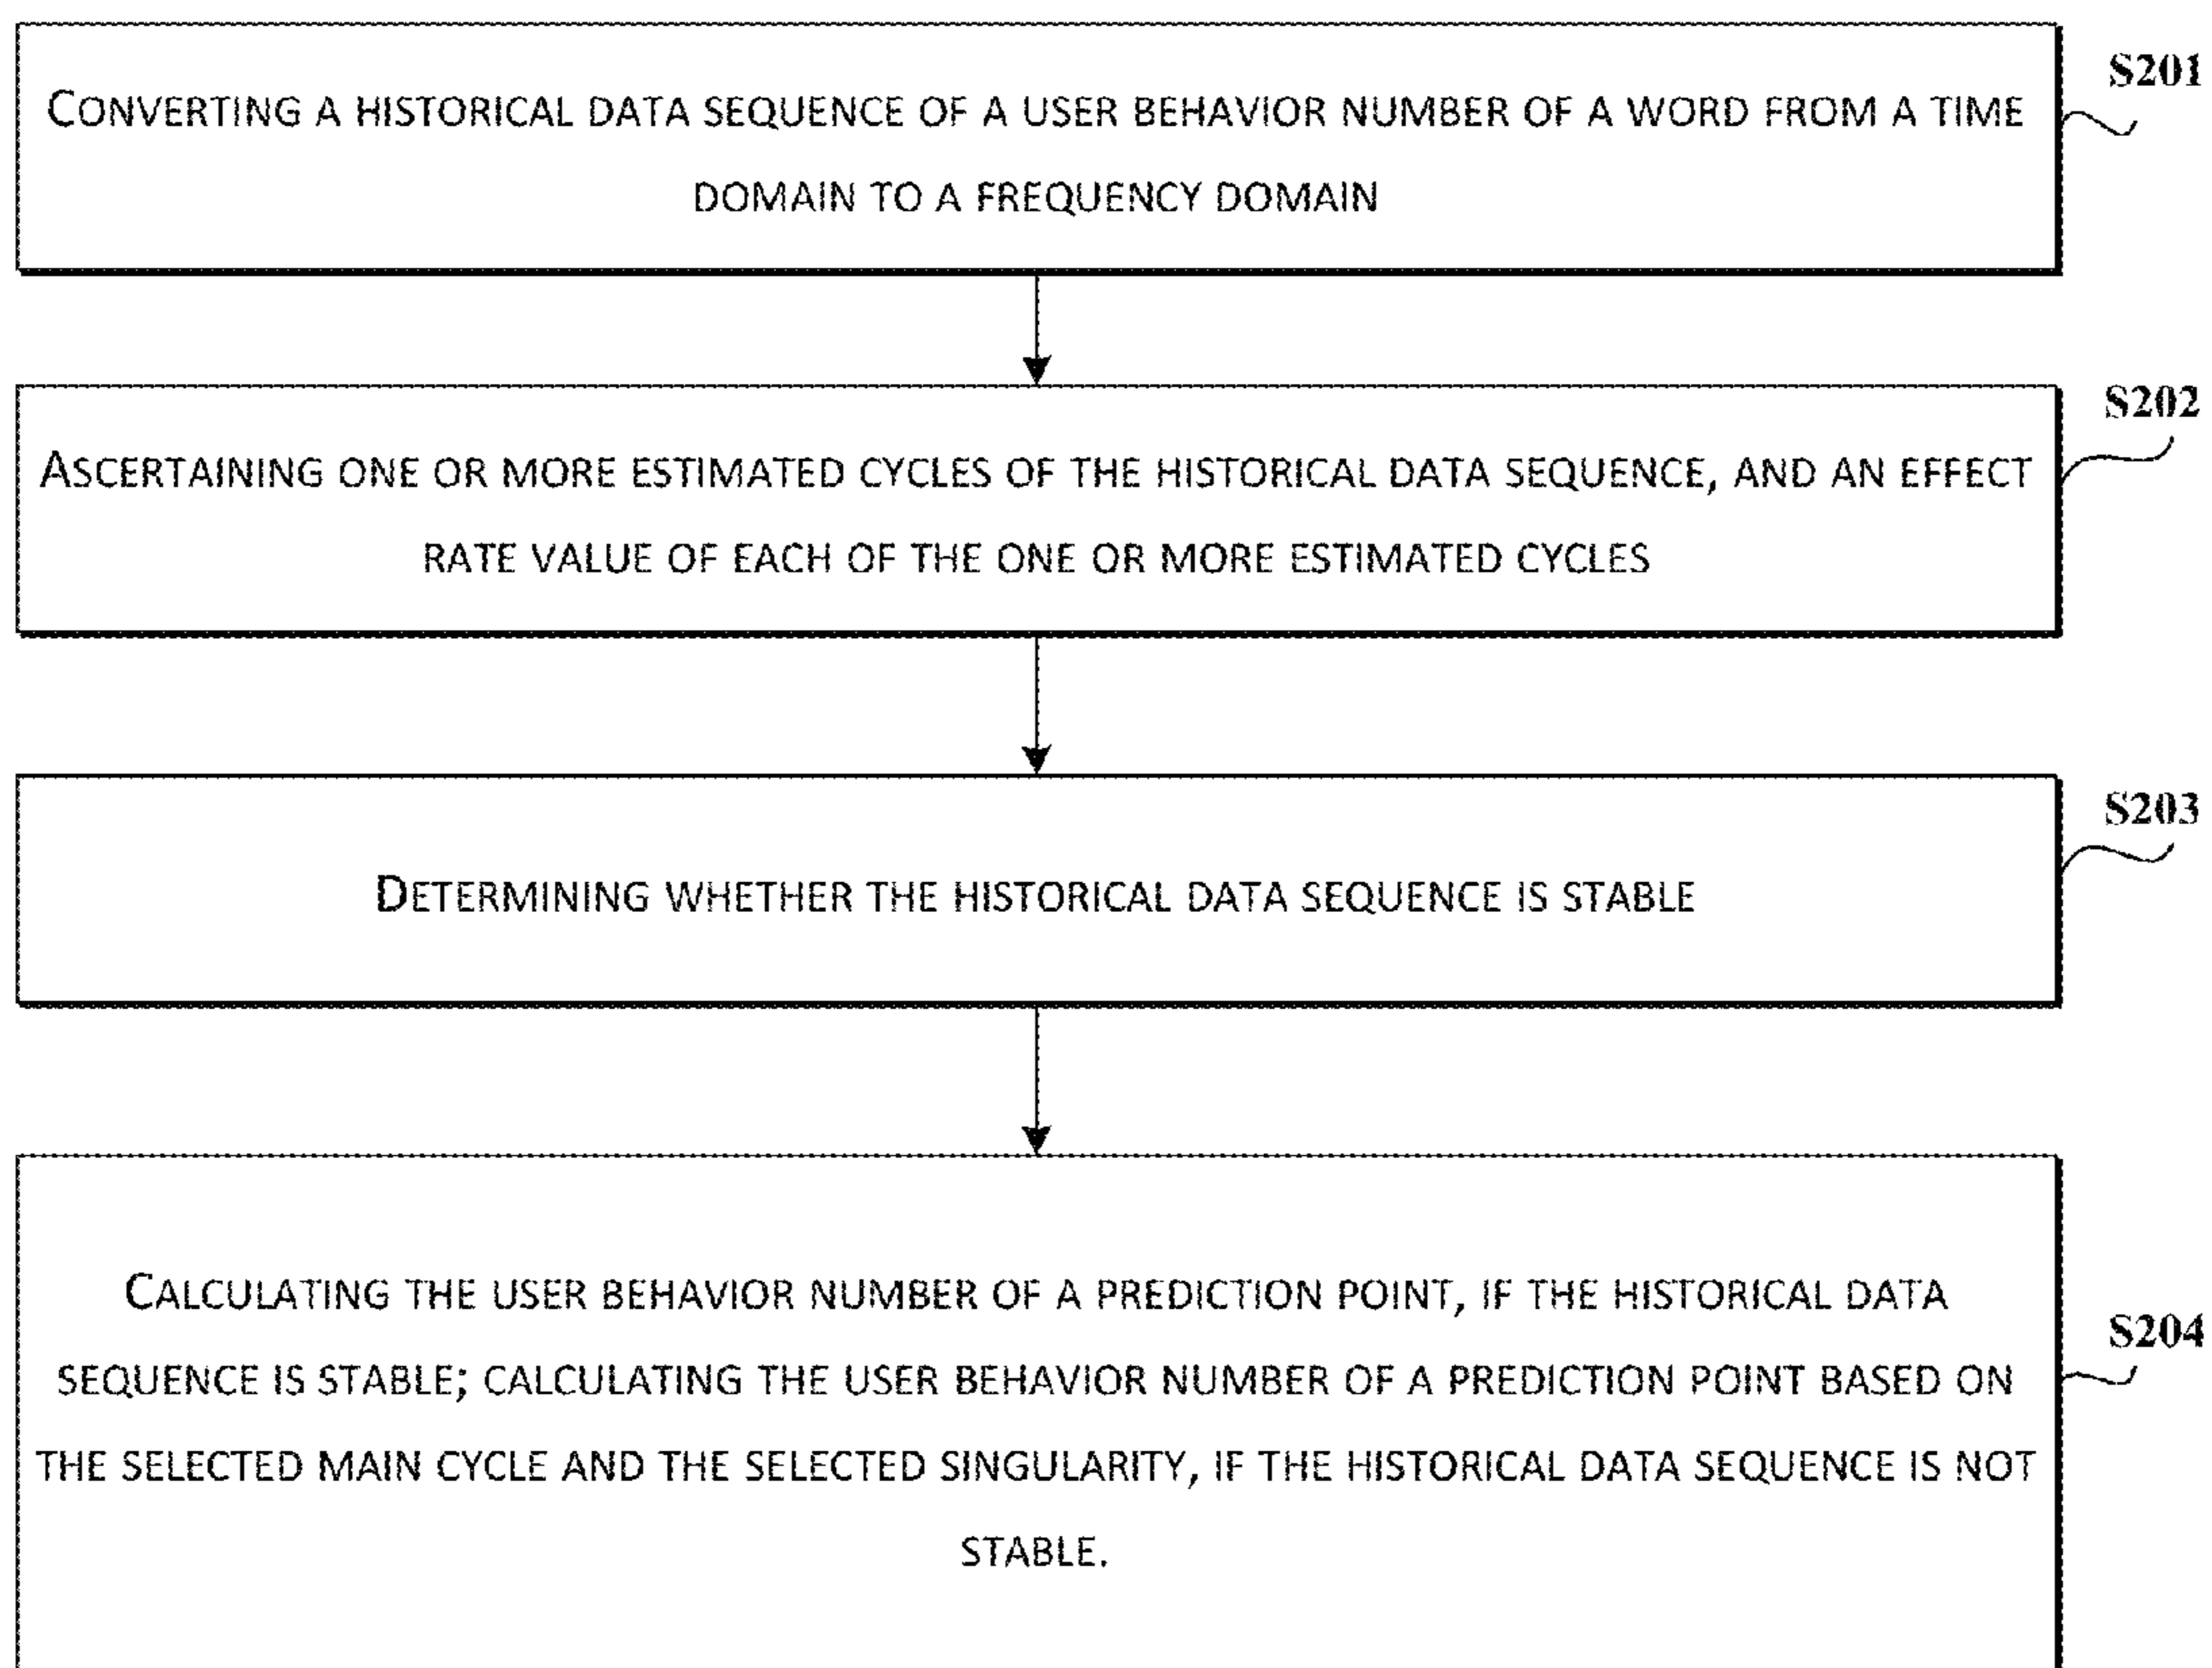 S201
CONVERTING A HISTORICAL DATA SEQUENCE OF A USER BEHAVIOR NUMBER OF A WORD FROM A TIME
DOMAIN TO A FREQUENCY DOMAIN
S202
ASCERTAINING ONE OR MORE ESTIMATED CYCLES OF THE HISTORICAL DATA SEQUENCE, AND AN EFFECT
RATE VALUE OF EACH OF THE ONE OR MORE ESTIMATED CYCLES
S203
DETERMINING WHETHER THE HISTORICAL DATA SEQUENCE IS STABLE
CALCULATING THE USER BEHAVIOR NUMBER OF A PREDICTION POINT, IF THE HISTORICAL DATA
S204
SEQUENCE IS STABLE; CALCULATING THE USER BEHAVIOR NUMBER OF A PREDICTION POINT BASED ON
THE SELECTED MAIN CYCLE AND THE SELECTED SINGULARITY, IF THE HISTORICAL DATA SEQUENCE IS NOT
STABLE.